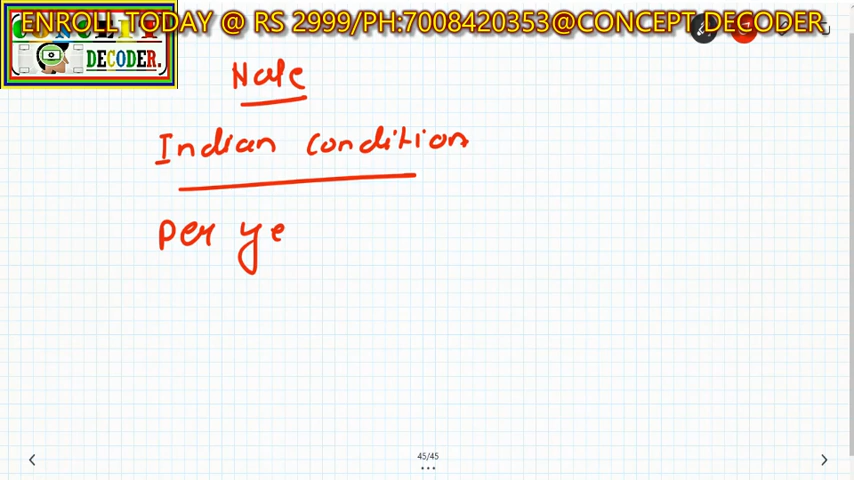 ENROLL TODAY @ RS 2999/PH:7008420353@CONCEPT DECODER.
DECODER.
Note
Indian condition
Per ye
45/45